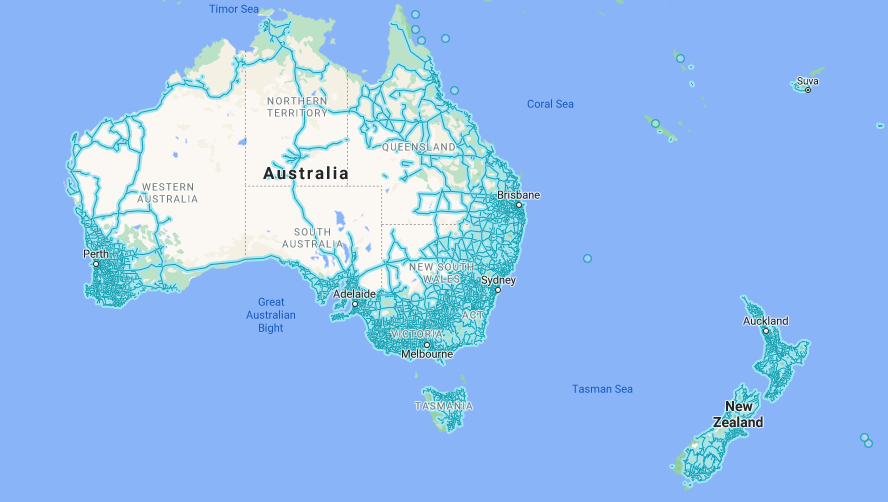 Timor Sea
Suva
NORTHERN
TERRITORY
Coral Sea
QUEENSLAND
Australia
WESTERN
AUSTRALIA
Brisbane
SOUTH
AUSTRALIA
Perth
NEW SOUTH
WALES
Sydney
Adelaide
Great
Australian
Bight
ACT
Auckland
VICTORIA
Melbourne
Tasman Sea
TASMANIA
New
Zealand